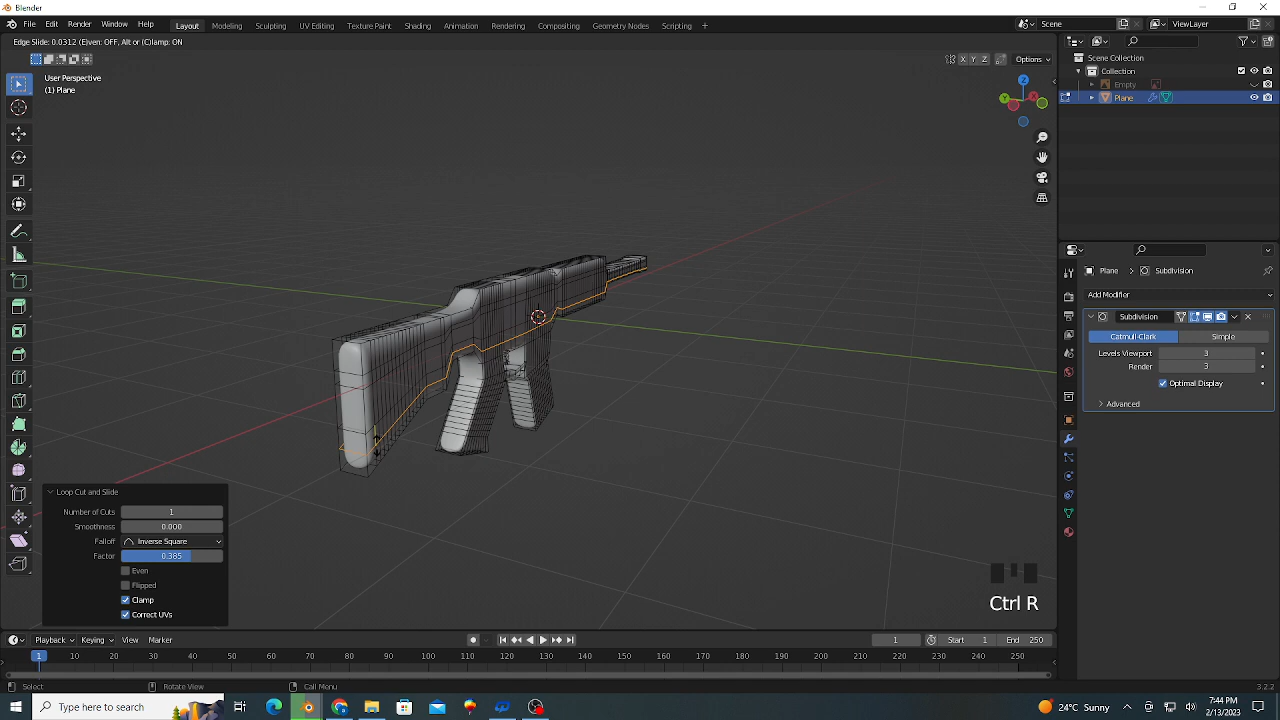 Blender
File Edit Render Window Help
Layout Modeling Sculpting UV Editing Texture Paint Shading Animation Rendering Compositing Geometry Nodes Scripting +
Scene
ViewLayer
Edge Slide: 0.0312 (E)ven: OFF, Alt or (C)lamp: ON
X Y Z
Options
User Perspective
(1) Plane
Z
Y
X
Scene Collection
Collection
Empty
Plane
Plane
Subdivision
Add Modifier
Subdivision
Catmull-Clark Simple
Levels Viewport 3
Render 3
Optimal Display
Advanced
Loop Cut and Slide
Number of Cuts 1
Smoothness 0.000
Falloff Inverse Square
Factor 0.385
Even
Flipped
Clamp
Correct UVs
Ctrl R
Playback Keying View Marker
1
Start 1
End 250
1 10 20 30 40 50 60 70 80 90 100 110 120 130 140 150 160 170 180 190 200 210 220 230 240 250
Select
Rotate View
Call Menu
3.2.2
Type here to search
24°C Sunny
7:44 PM
2/13/2023